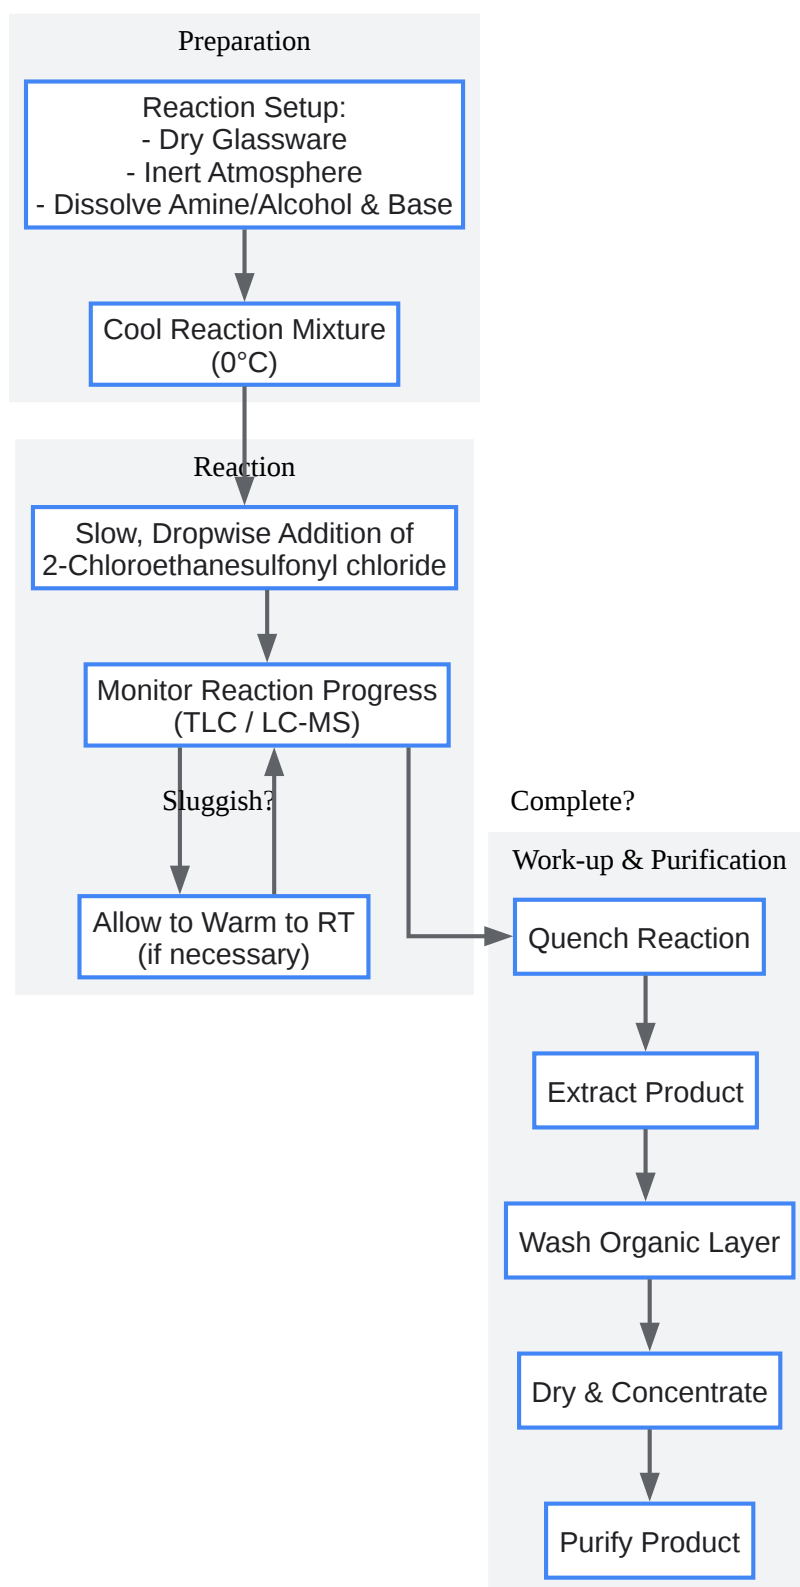 Preparation
Reaction Setup:
- Dry Glassware
- Inert Atmosphere
- Dissolve Amine/Alcohol & Base
Cool Reaction Mixture
(0°C)
Reaction
Slow, Dropwise Addition of
2-Chloroethanesulfonyl chloride
Monitor Reaction Progress
(TLC / LC-MS)
Sluggish?
Complete?
Allow to Warm to RT
(if necessary)
Work-up & Purification
Quench Reaction
Extract Product
Wash Organic Layer
Dry & Concentrate
Purify Product